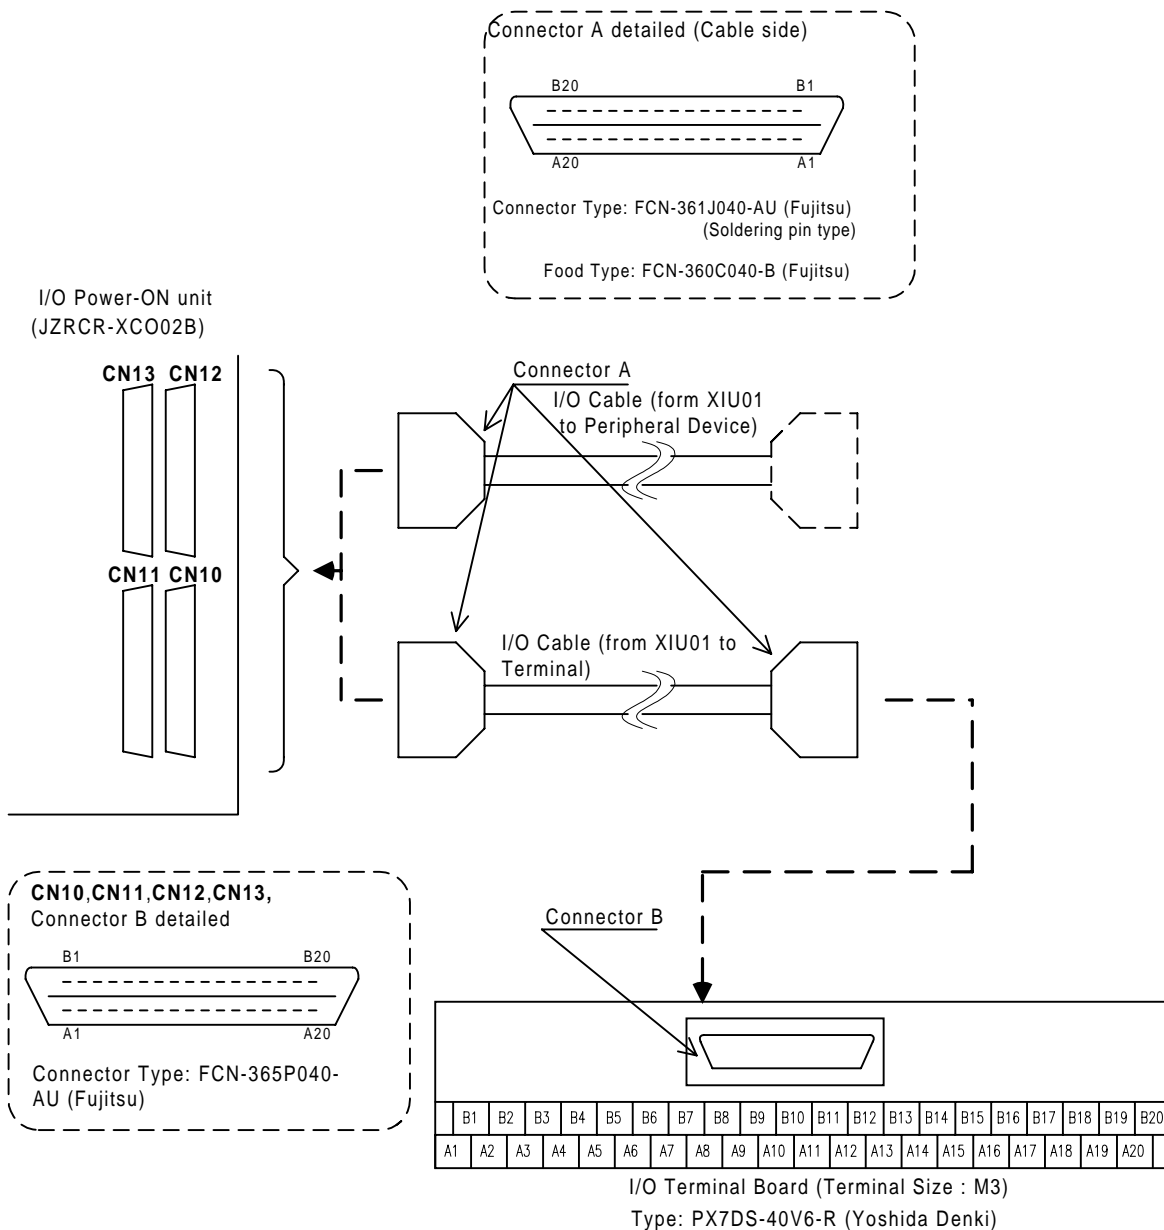 Connector A detailed (Cable side)
B20 B1
A20 A1
Connector Type: FCN-361J040-AU (Fujitsu)
(Soldering pin type)
Food Type: FCN-360C040-B (Fujitsu)
I/O Power-ON unit
(JZRCR-XCO02B)
CN13 CN12
CN11 CN10
Connector A
I/O Cable (form XIU01
to Peripheral Device)
I/O Cable (from XIU01 to
Terminal)
CN10,CN11,CN12,CN13,
Connector B detailed
B1 B20
A1 A20
Connector Type: FCN-365P040-
AU (Fujitsu)
Connector B
B1 B2 B3 B4 B5 B6 B7 B8 B9 B10 B11 B12 B13 B14 B15 B16 B17 B18 B19 B20
A1 A2 A3 A4 A5 A6 A7 A8 A9 A10 A11 A12 A13 A14 A15 A16 A17 A18 A19 A20
I/O Terminal Board (Terminal Size : M3)
Type: PX7DS-40V6-R (Yoshida Denki)